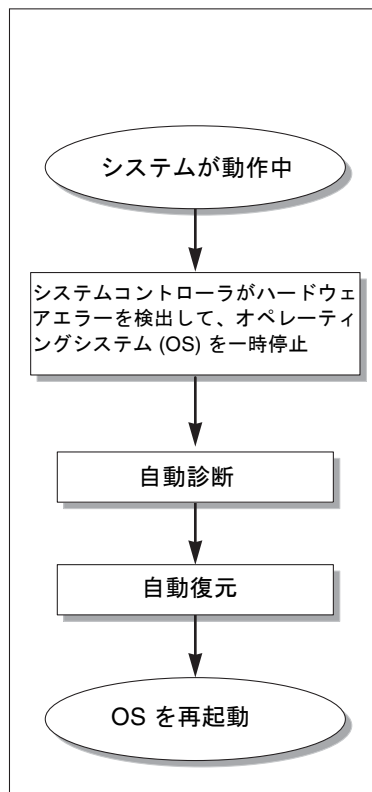 システムが動作中
システムコントローラがハードウェ
アエラーを検出して、オペレーティ
ングシステム (OS) を一時停止
自動診断
自動復元
OS を再起動